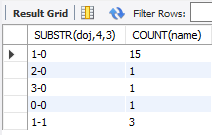 Result Grid Filter Rows:
SUBSTR(doj,4,3) COUNT(name)
1-0 15
2-0 1
3-0 1
0-0 1
1-1 3